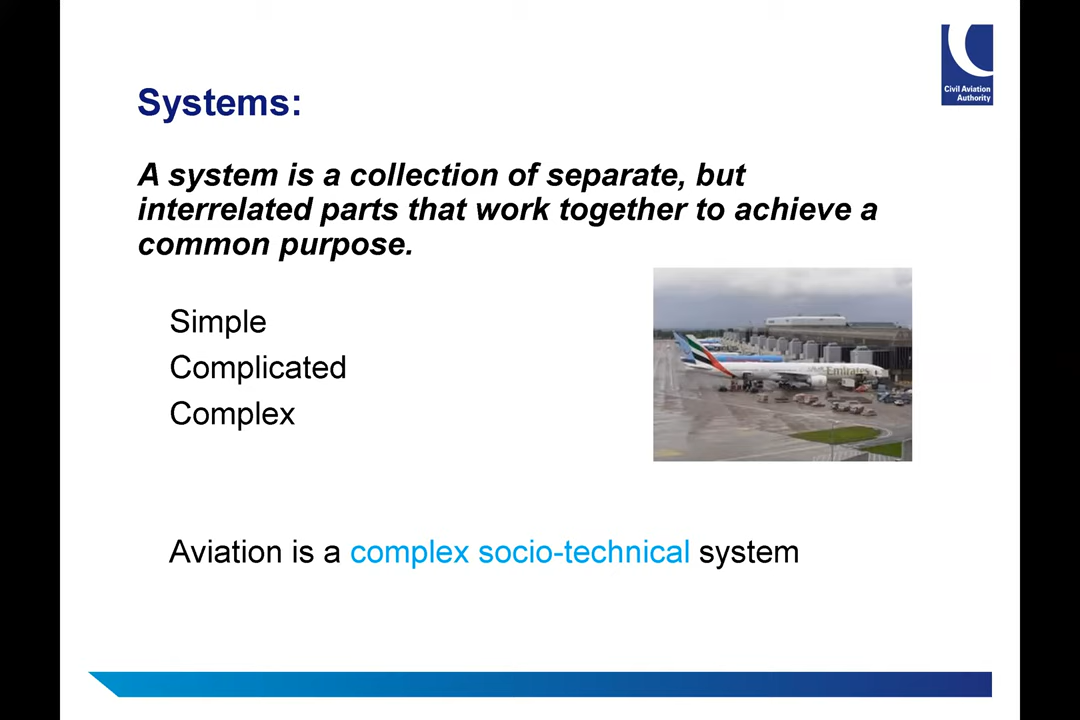 Civil Aviation
Authority
Systems:
A system is a collection of separate, but
interrelated parts that work together to achieve a
common purpose.
Simple
Complicated
Complex
Emirates
Aviation is a complex socio-technical system